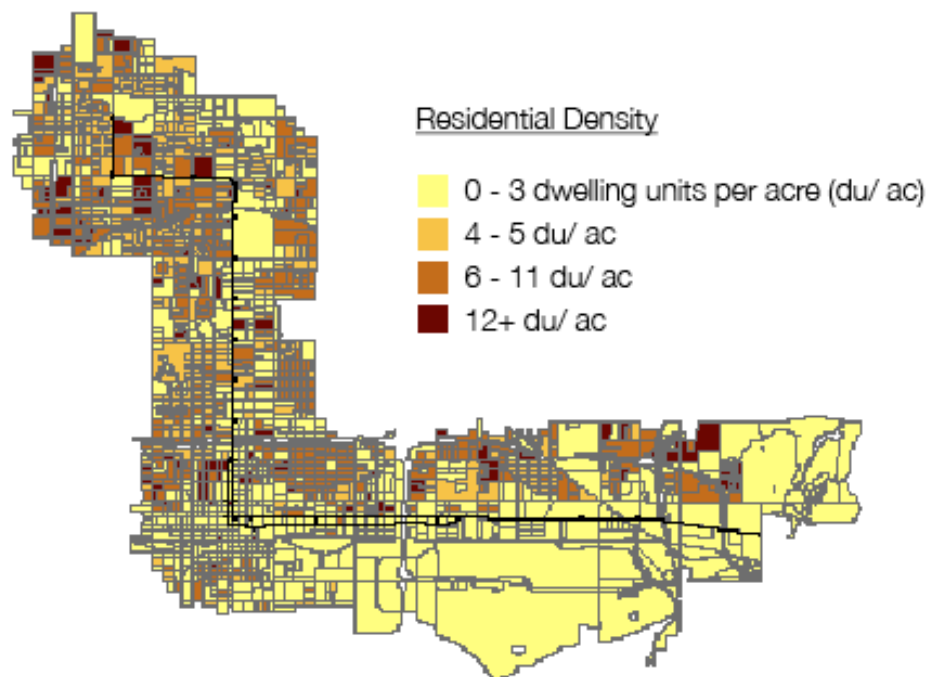 Residential Density
0 - 3 dwelling units per acre (du/ ac)
4 - 5 du/ ac
6 - 11 du/ ac
12+ du/ ac